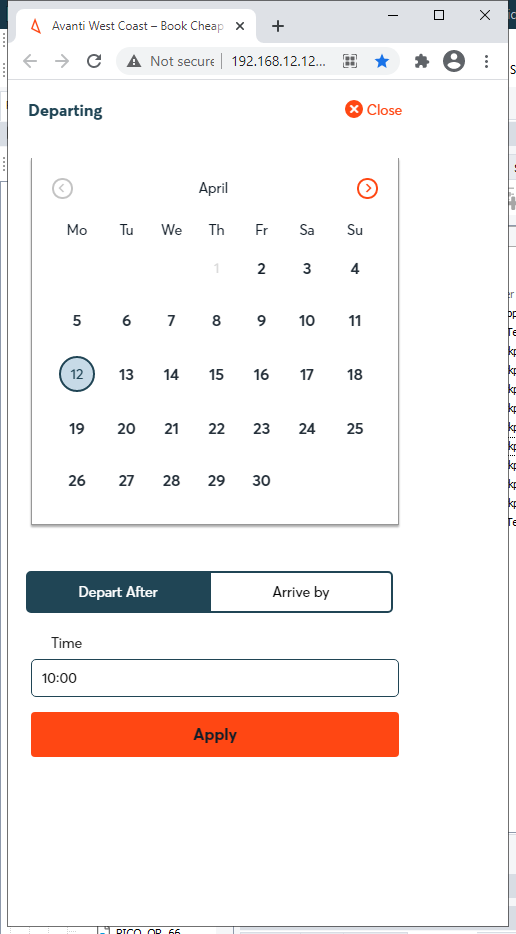 Avanti West Coast – Book Cheap
Not secure 192.168.12.12...
Departing
Close
April
Mo Tu We Th Fr Sa Su
1 2 3 4
5 6 7 8 9 10 11
12 13 14 15 16 17 18
19 20 21 22 23 24 25
26 27 28 29 30
Depart After Arrive by
Time
10:00
Apply